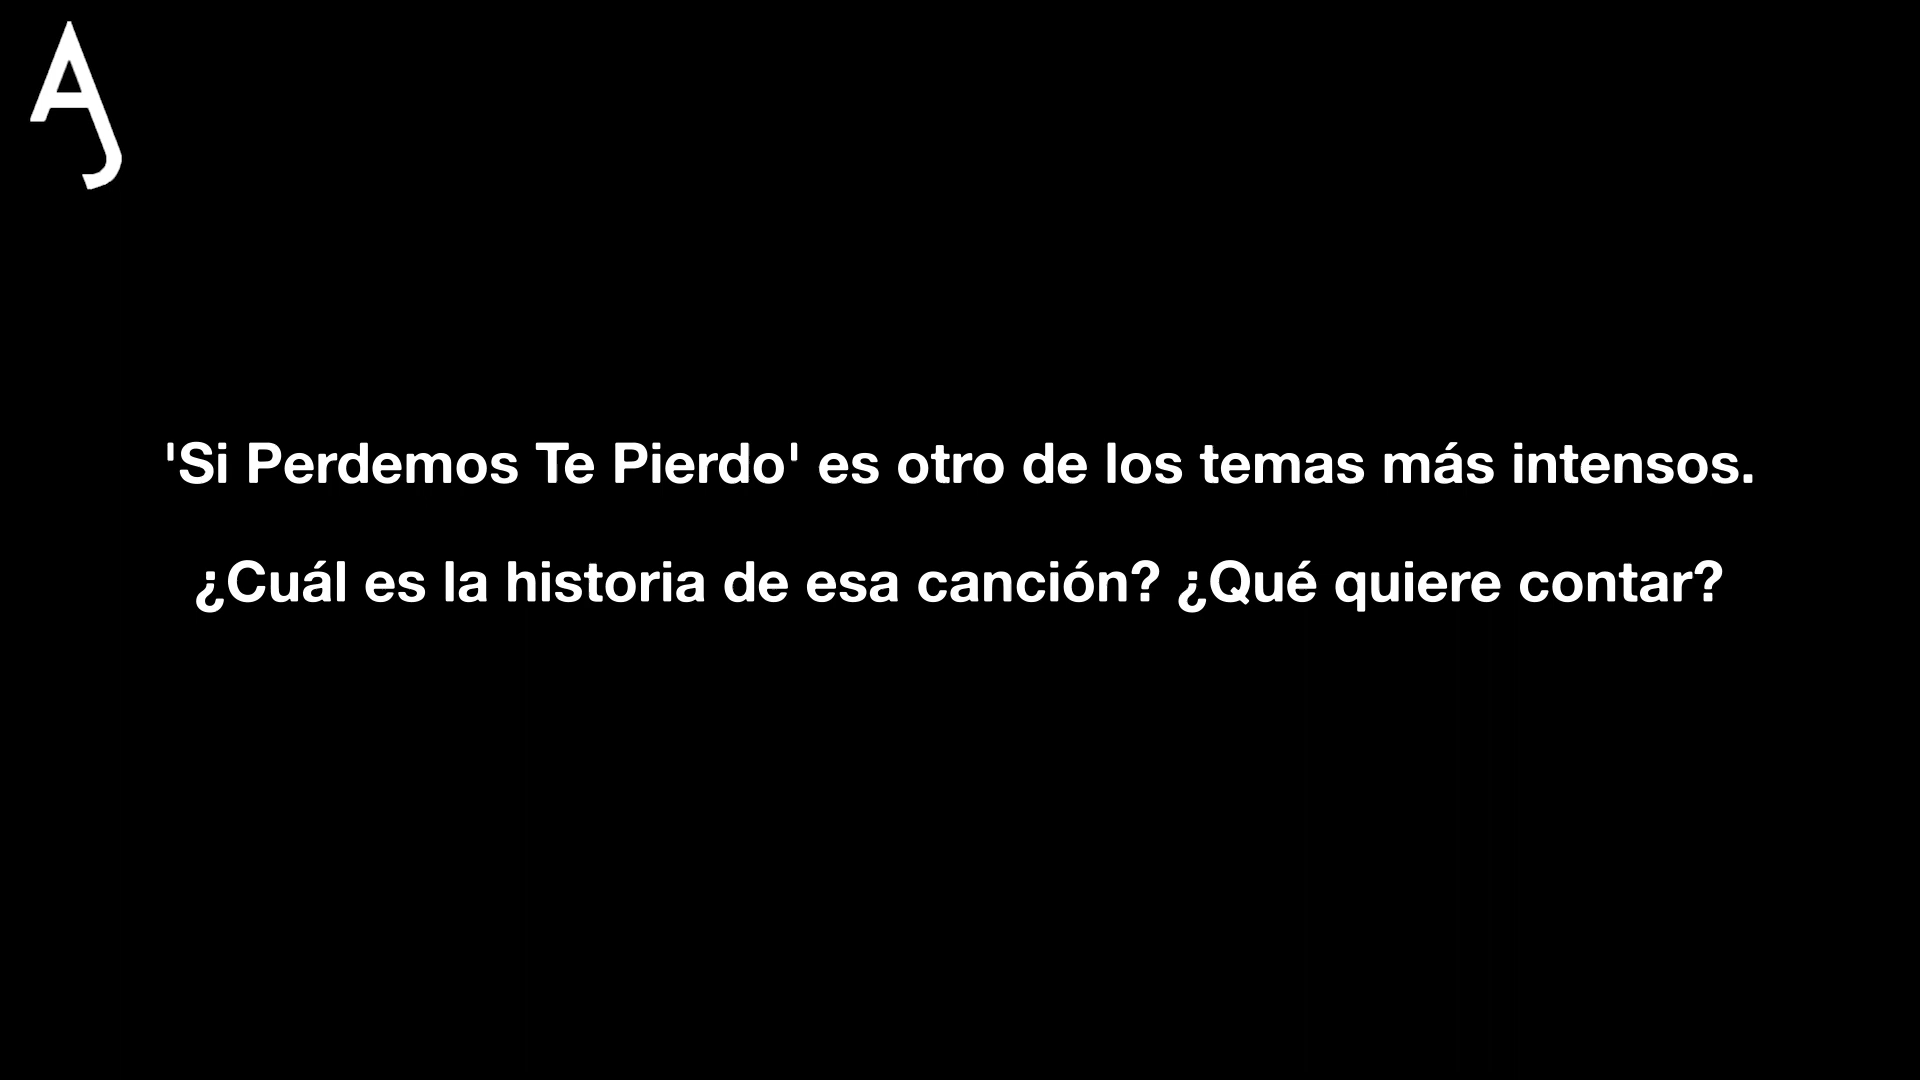 AJ
'Si Perdemos Te Pierdo' es otro de los temas más intensos.
¿Cuál es la historia de esa canción? ¿Qué quiere contar?